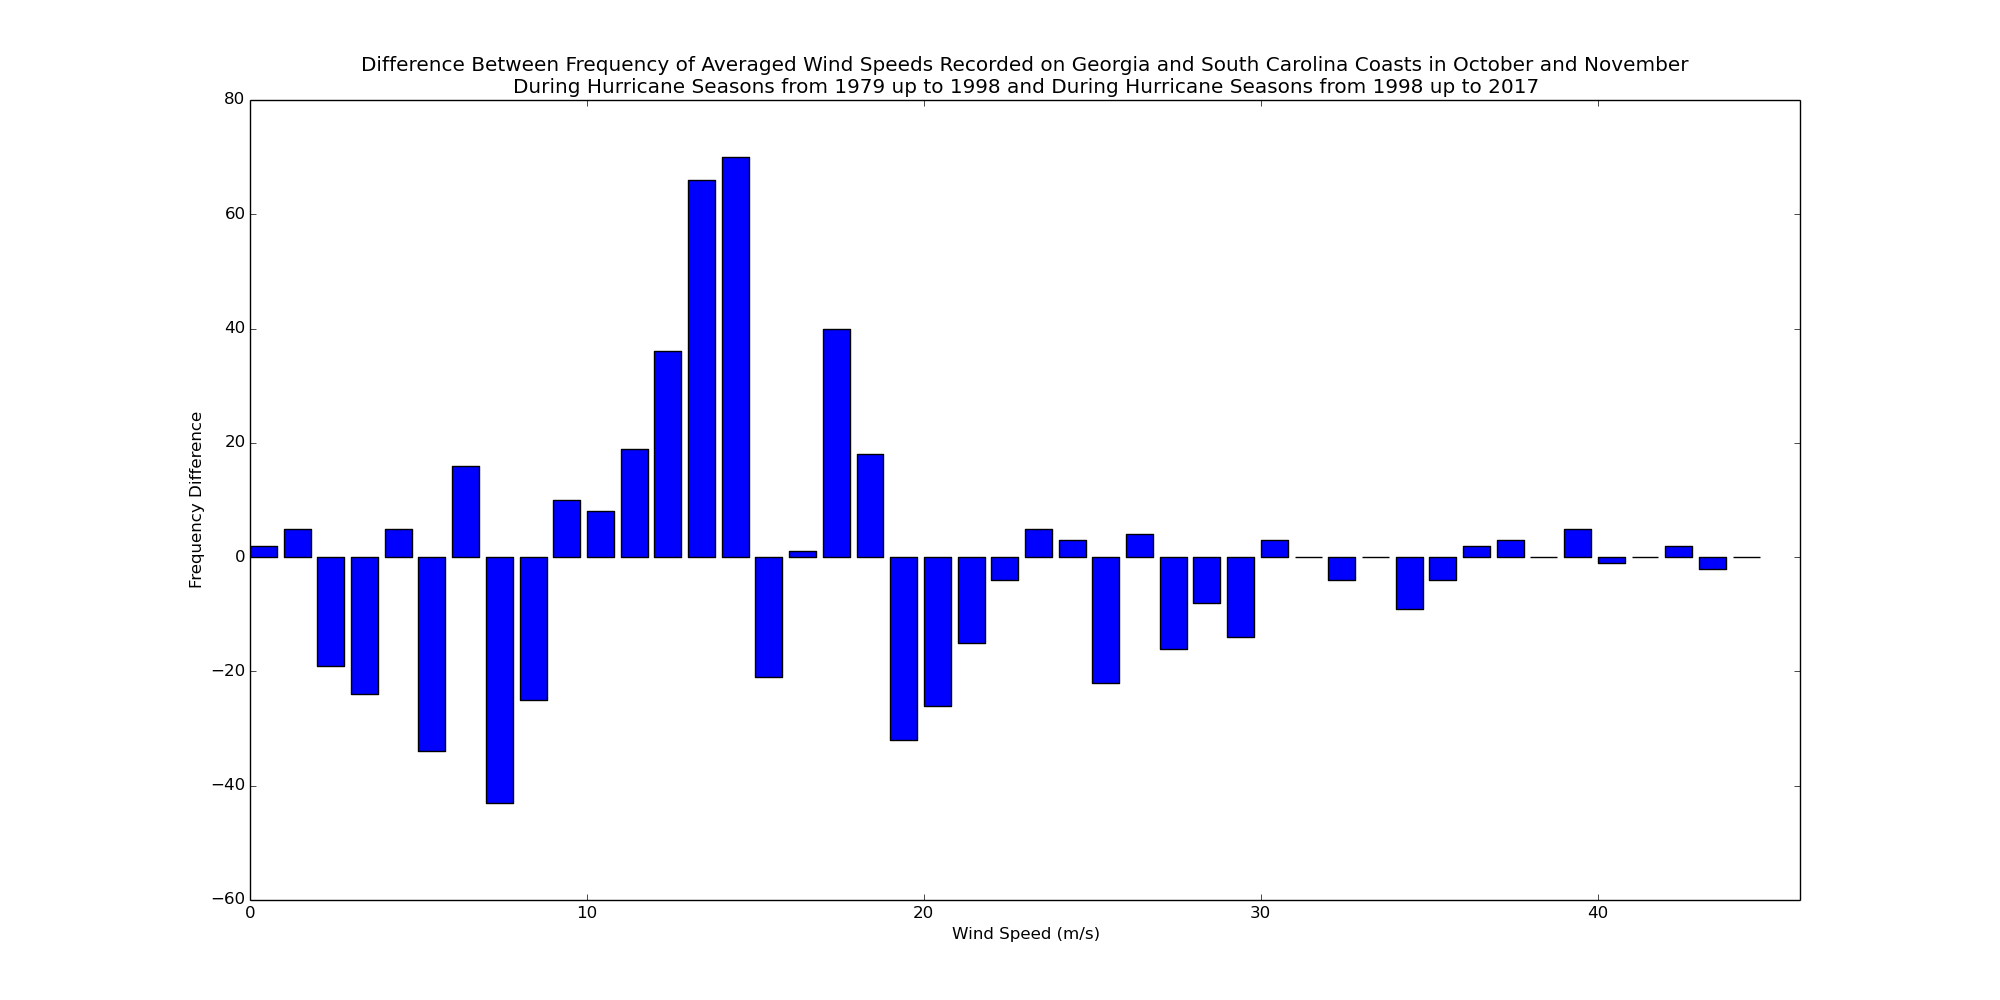 Difference Between Frequency of Averaged Wind Speeds Recorded on Georgia and South Carolina Coasts in October and November
During Hurricane Seasons from 1979 up to 1998 and During Hurricane Seasons from 1998 up to 2017
80
60
40
20
0
−20
−40
−60
Frequency Difference
0 10 20 30 40
Wind Speed (m/s)